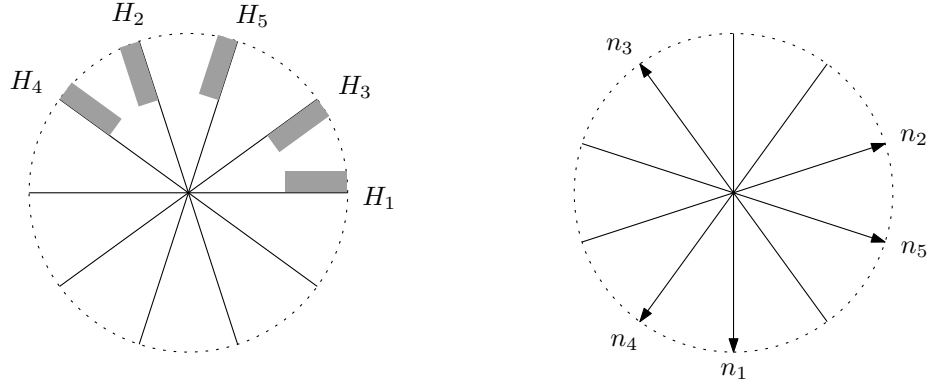 H₂
H₅
H₄
H₃
H₁
n₃
n₂
n₅
n₄
n₁